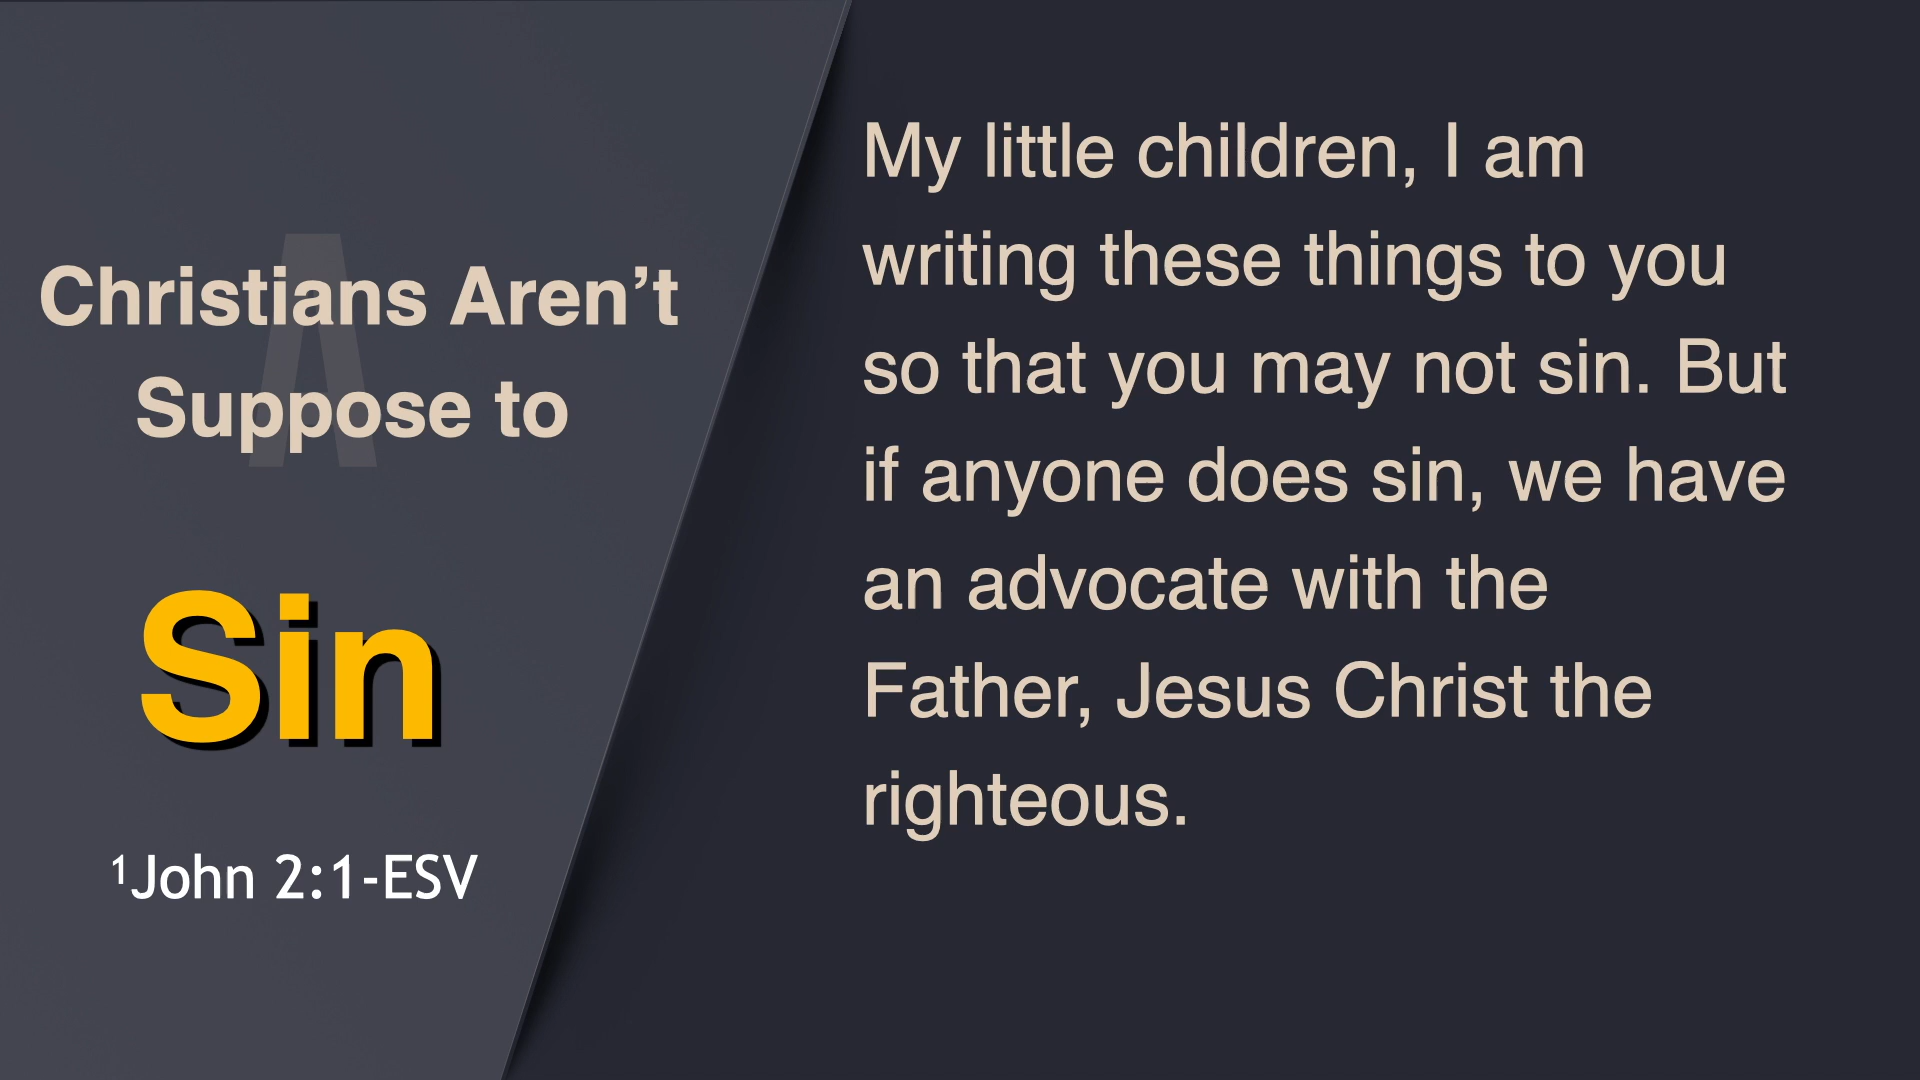 Christians Aren’t
Suppose to
Sin
¹John 2:1-ESV
My little children, I am
writing these things to you
so that you may not sin. But
if anyone does sin, we have
an advocate with the
Father, Jesus Christ the
righteous.